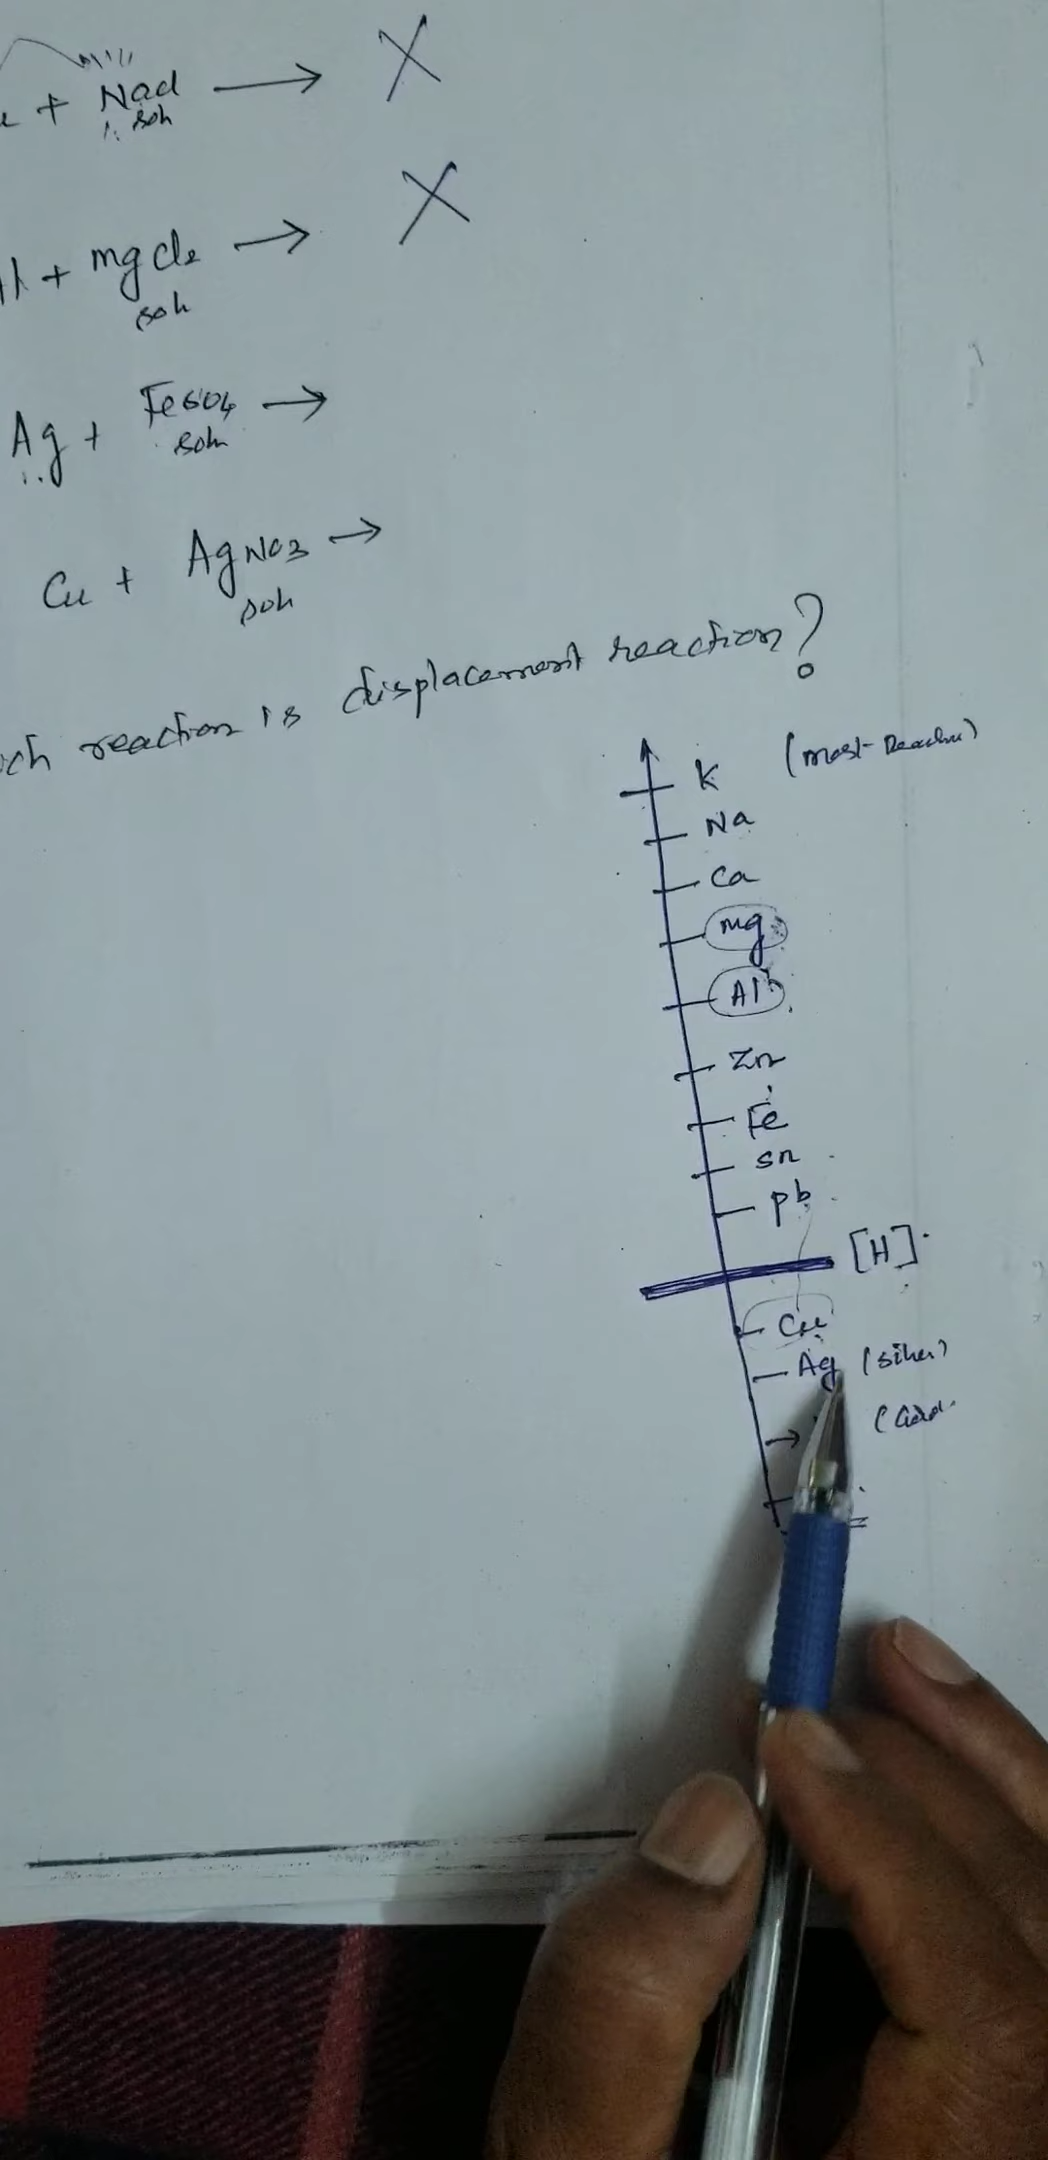 + Nacl → X
soln
+ mgcl2 → X
soln
Ag + FeSO4 →
soln
Cu + AgNO3 →
soln
reaction is displacement reaction?
K (most-
Na
Ca
mg
Al
Zn
Fe
Sn
Pb
[H]
Cu
Ag (silver)